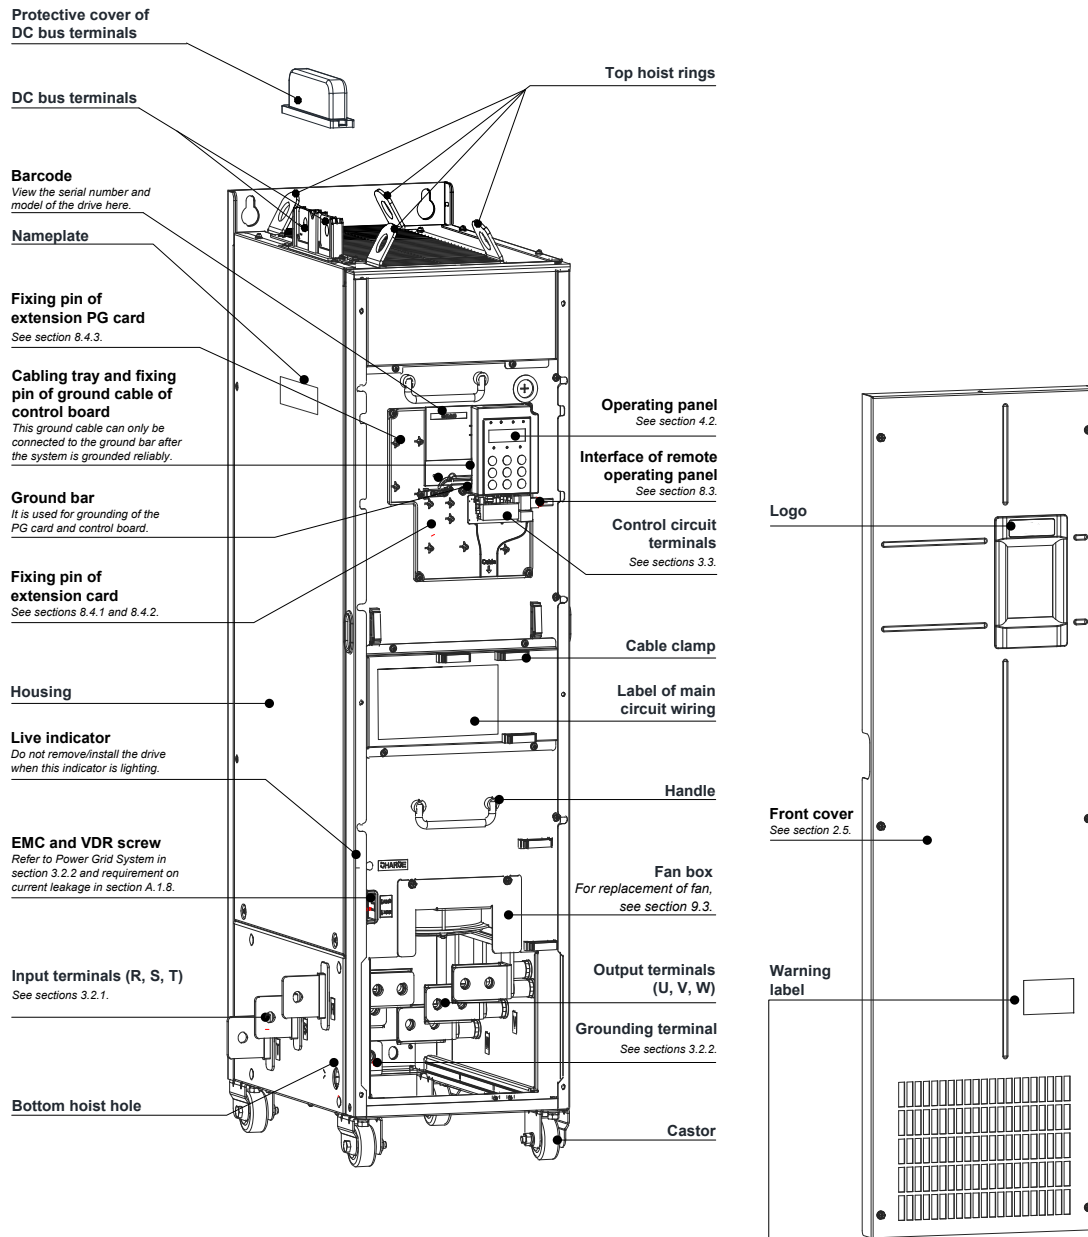 Protective cover of
DC bus terminals
DC bus terminals
Barcode
View the serial number and
model of the drive here.
Nameplate
Fixing pin of
extension PG card
See section 8.4.3.
Cabling tray and fixing
pin of ground cable of
control board
This ground cable can only be
connected to the ground bar after
the system is grounded reliably.
Ground bar
It is used for grounding of the
PG card and control board.
Fixing pin of
extension card
See sections 8.4.1 and 8.4.2.
Housing
Live indicator
Do not remove/install the drive
when this indicator is lighting.
EMC and VDR screw
Refer to Power Grid System in
section 3.2.2 and requirement on
current leakage in section A.1.8.
Input terminals (R, S, T)
See sections 3.2.1.
Bottom hoist hole
Top hoist rings
Operating panel
See section 4.2.
Interface of remote
operating panel
See section 8.3.
Control circuit
terminals
See sections 3.3.
Cable clamp
Label of main
circuit wiring
Handle
Fan box
For replacement of fan,
see section 9.3.
Output terminals
(U, V, W)
Grounding terminal
See sections 3.2.2.
Castor
Cable
CHARGE
Logo
Front cover
See section 2.5.
Warning
label